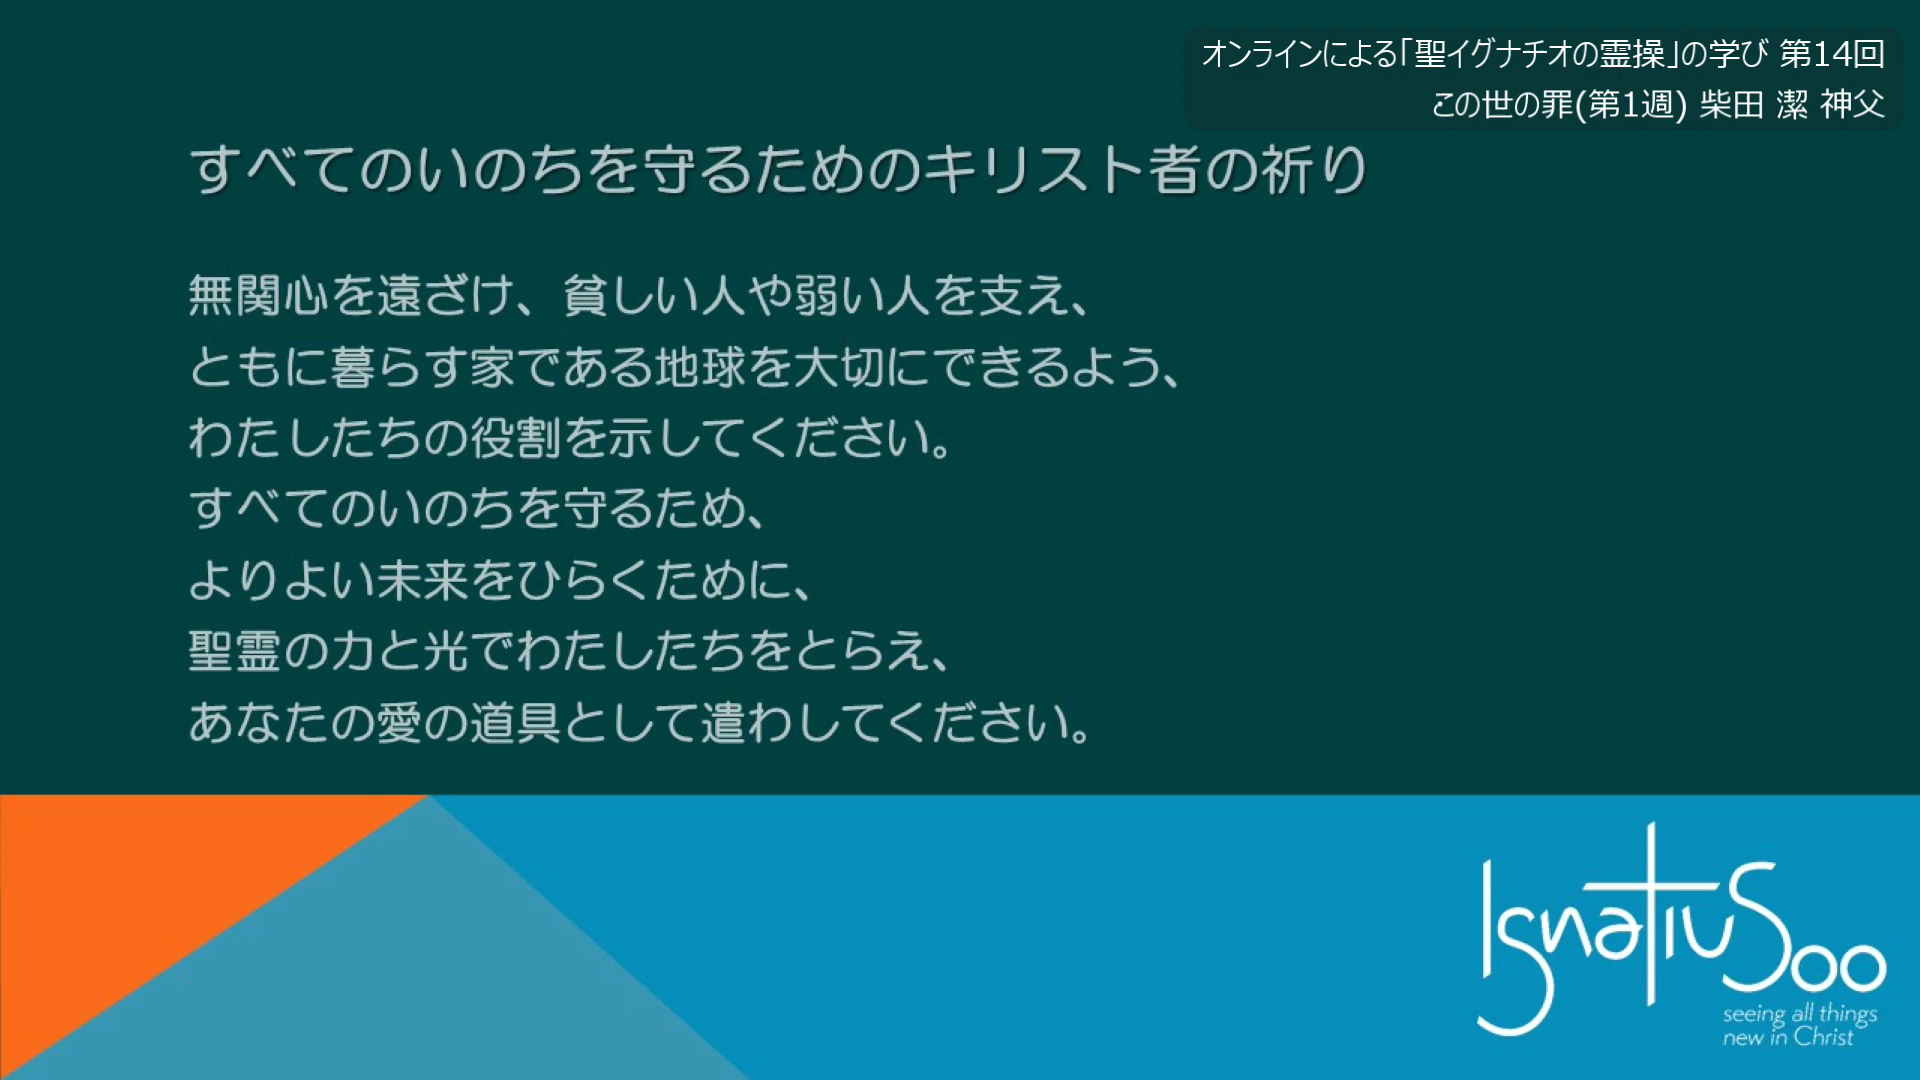 オンラインによる「聖イグナチオの霊操」の学び 第14回
この世の罪(第1週) 柴田 潔 神父
すべてのいのちを守るためのキリスト者の祈り
無関心を遠ざけ、貧しい人や弱い人を支え、
ともに暮らす家である地球を大切にできるよう、
わたしたちの役割を示してください。
すべてのいのちを守るため、
よりよい未来をひらくために、
聖霊の力と光でわたしたちをとらえ、
あなたの愛の道具として遣わしてください。
Ignatius500
seeing all things
new in Christ